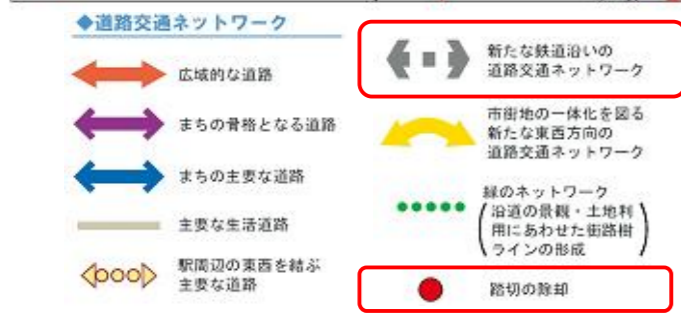 ◆道路交通ネットワーク
広域的な道路
まちの骨格となる道路
まちの主要な道路
主要な生活道路
駅周辺の東西を結ぶ
主要な道路
新たな鉄道沿いの
道路交通ネットワーク
市街地の一体化を図る
新たな東西方向の
道路交通ネットワーク
緑のネットワーク
(沿道の景観・土地利
用にあわせた街路樹
ラインの形成)
踏切の除却